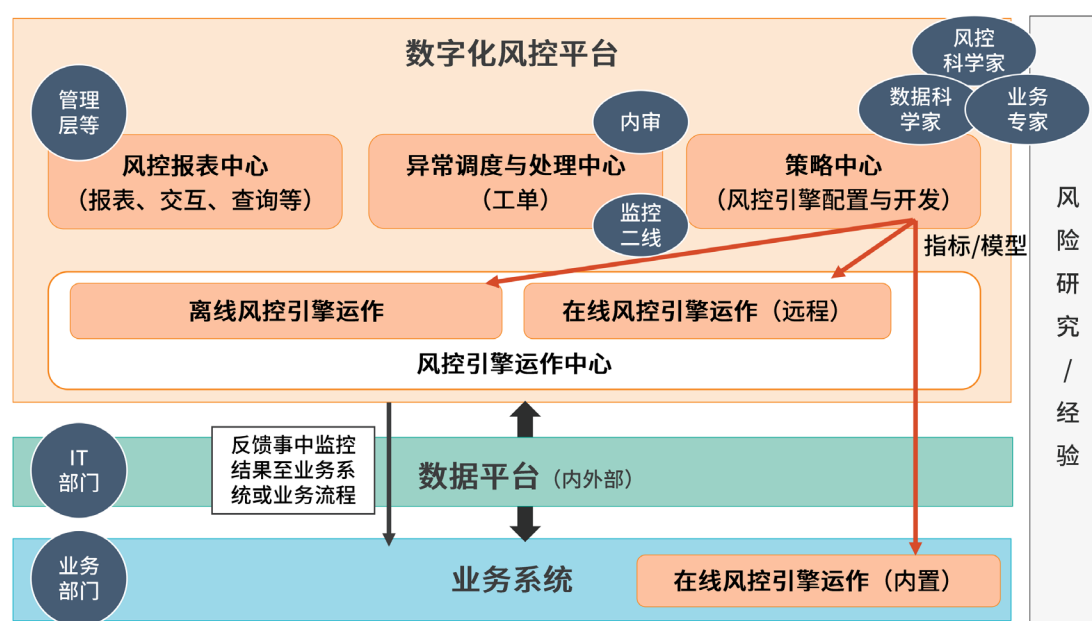 数字化风控平台
风控
科学家
数据科
学家
业务
专家
管理
层等
内审
风控报表中心
（报表、交互、查询等）
异常调度与处理中心
（工单）
策略中心
（风控引擎配置与开发）
监控
二线
指标/模型
离线风控引擎运作
在线风控引擎运作（远程）
风控引擎运作中心
反馈事中监控
结果至业务系
统或业务流程
IT
部门
数据平台（内外部）
业务
部门
业务系统
在线风控引擎运作（内置）
风
险
研
究
/
经
验